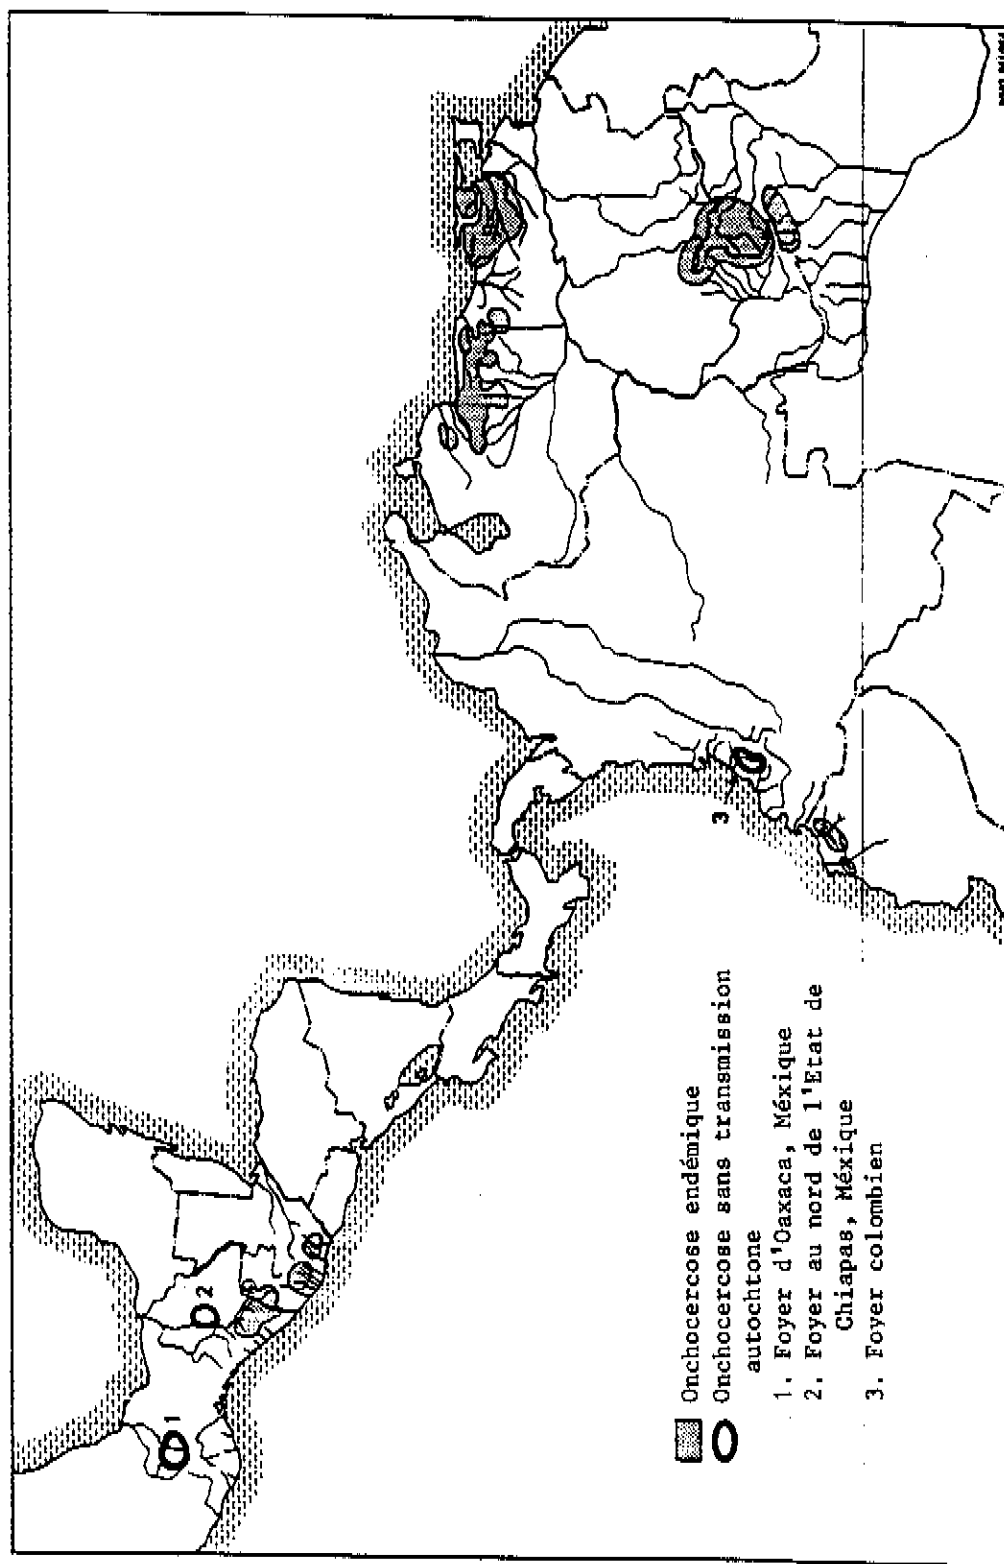 Onchocercose endémique
Onchocercose sans transmission
autochtone
1. Foyer d'Oaxaca, Méxique
2. Foyer au nord de l'Etat de
Chiapas, Méxique
3. Foyer colombien
1
2
3